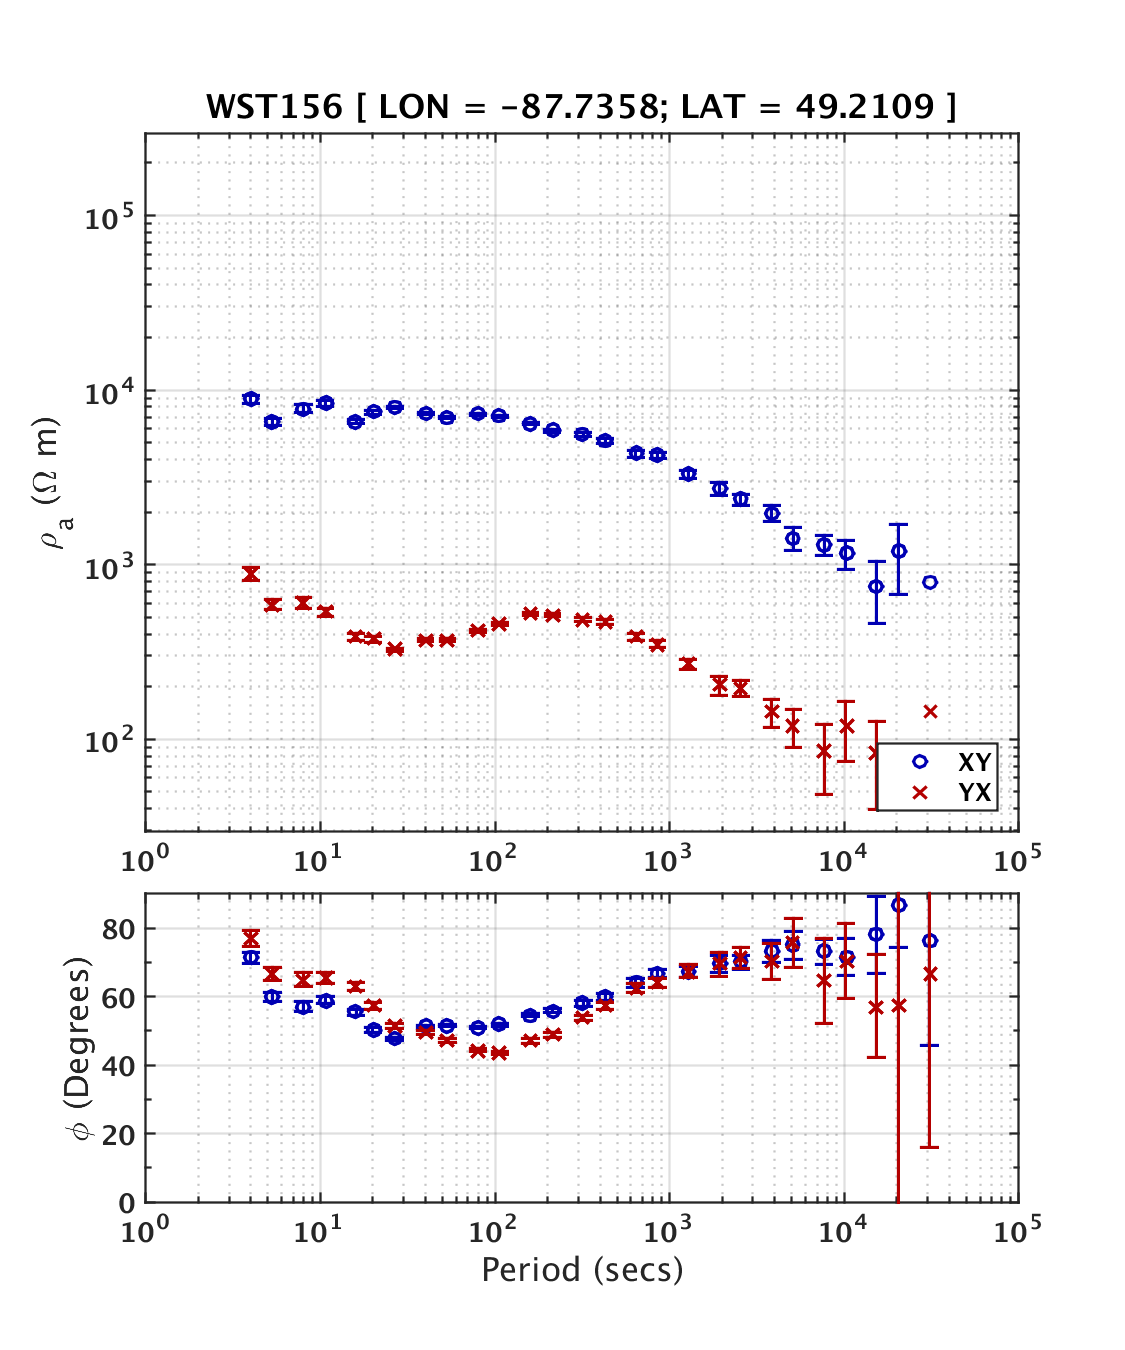 WST156 [ LON = -87.7358; LAT = 49.2109 ]
10^5
10^4
10^3
10^2
ρ_a (Ω m)
XY
YX
10^0 10^1 10^2 10^3 10^4 10^5
80
60
40
20
0
ϕ (Degrees)
10^0 10^1 10^2 10^3 10^4 10^5
Period (secs)